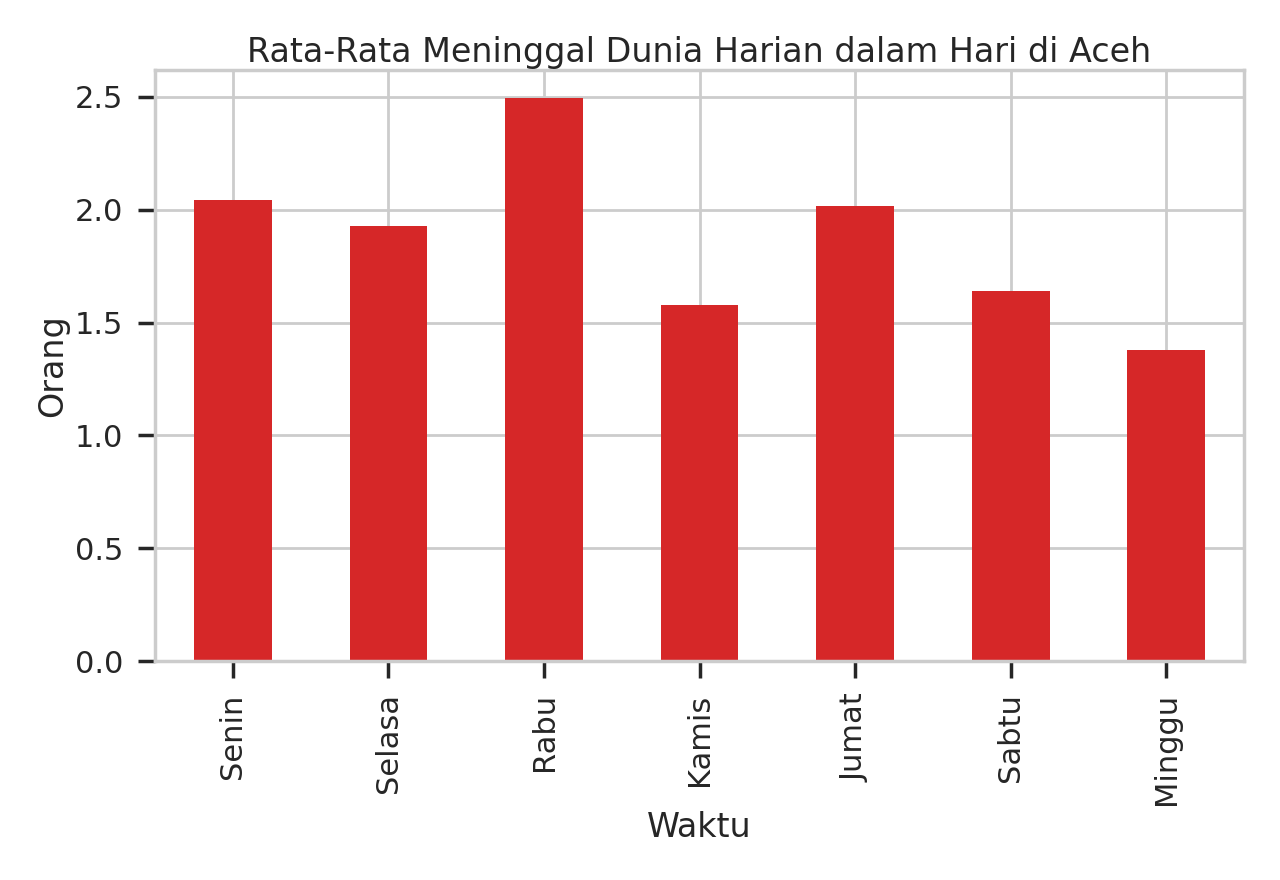 Rata-Rata Meninggal Dunia Harian dalam Hari di Aceh
2.5
2.0
1.5
1.0
0.5
0.0
Orang
Senin
Selasa
Rabu
Kamis
Jumat
Sabtu
Minggu
Waktu